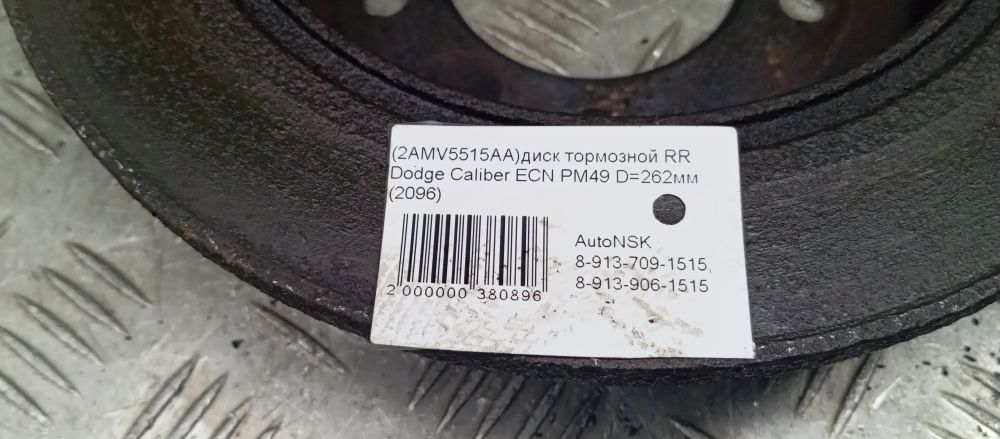 (2AMV5515AA)диск тормозной RR
Dodge Caliber ECN PM49 D=262мм
(2096)
2 000000 380896
AutoNSK
8-913-709-1515,
8-913-906-1515